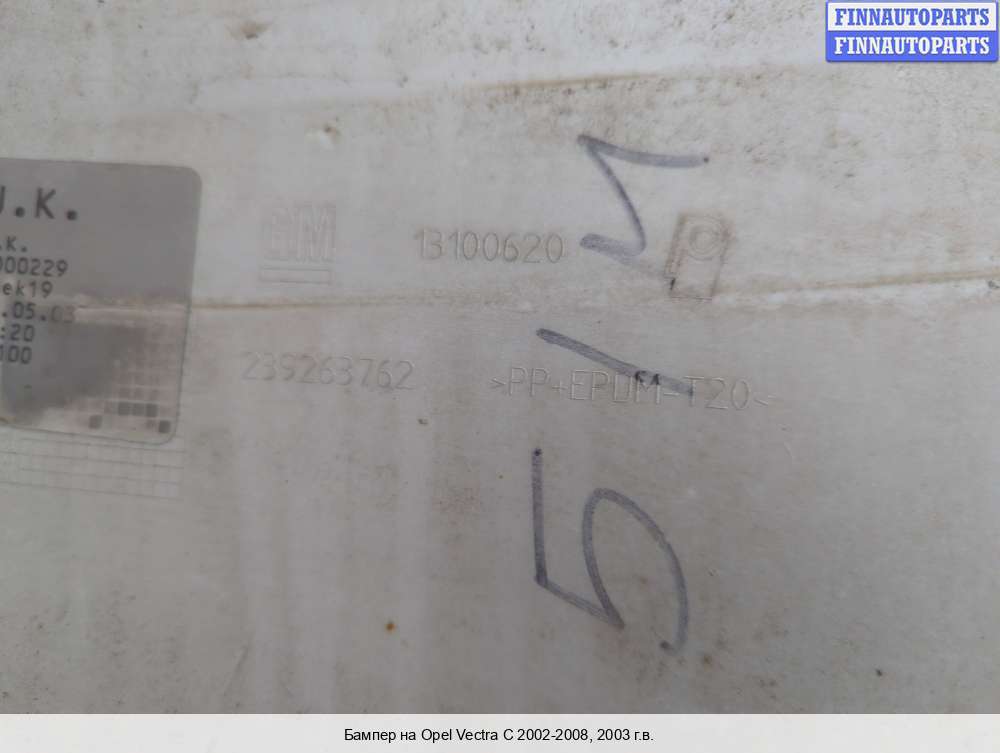 FINNAUTOPARTS
FINNAUTOPARTS
.K.
.K.
000229
ek19
.05.03
:20
100
GM
13100620
P
239263762
>PP+EPDM-T20<
Бампер на Opel Vectra C 2002-2008, 2003 г.в.